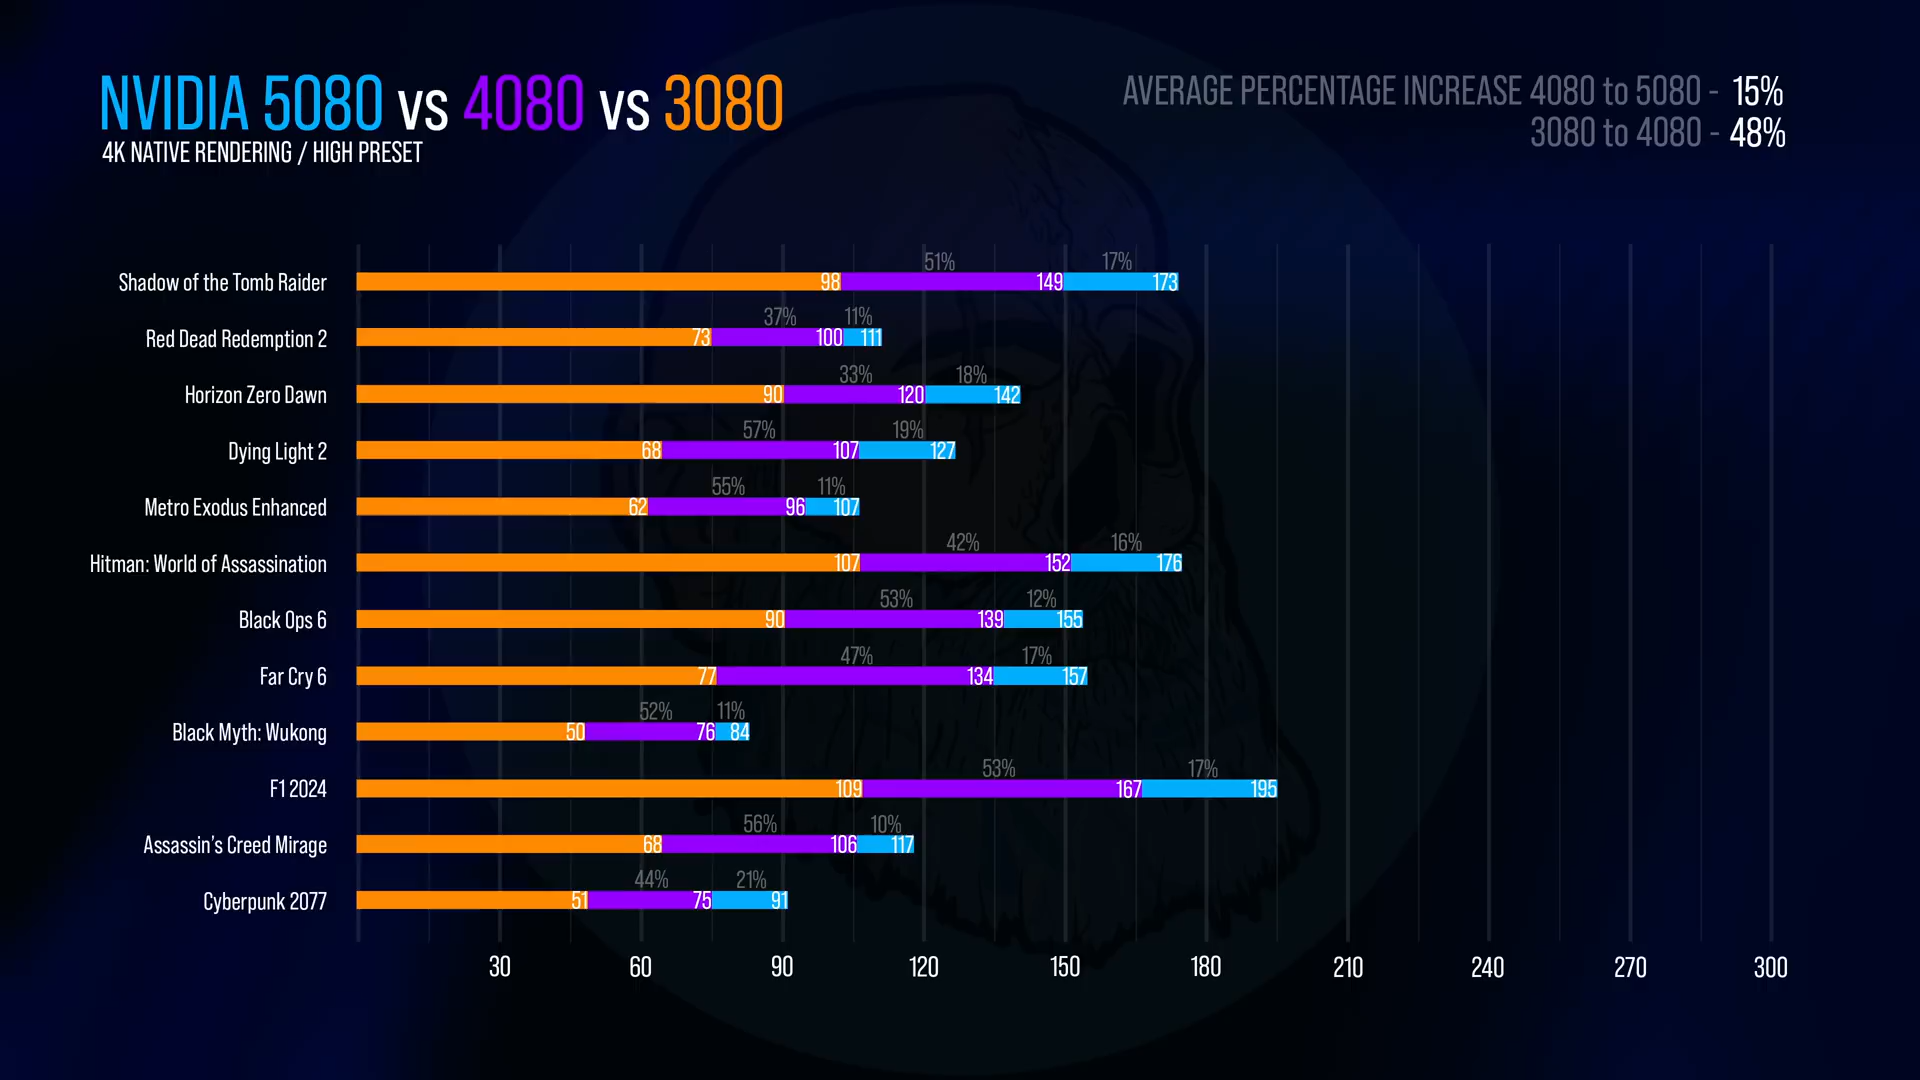 NVIDIA 5080 vs 4080 vs 3080
4K NATIVE RENDERING / HIGH PRESET
AVERAGE PERCENTAGE INCREASE 4080 to 5080 - 15%
3080 to 4080 - 48%
51% 17%
Shadow of the Tomb Raider 98 149 173
37% 11%
Red Dead Redemption 2 73 100 111
33% 18%
Horizon Zero Dawn 90 120 142
57% 19%
Dying Light 2 68 107 127
55% 11%
Metro Exodus Enhanced 62 96 107
42% 16%
Hitman: World of Assassination 107 152 176
53% 12%
Black Ops 6 90 139 155
47% 17%
Far Cry 6 77 134 157
52% 11%
Black Myth: Wukong 50 76 84
53% 17%
F1 2024 109 167 195
56% 10%
Assassin's Creed Mirage 68 106 117
44% 21%
Cyberpunk 2077 51 75 91
30 60 90 120 150 180 210 240 270 300